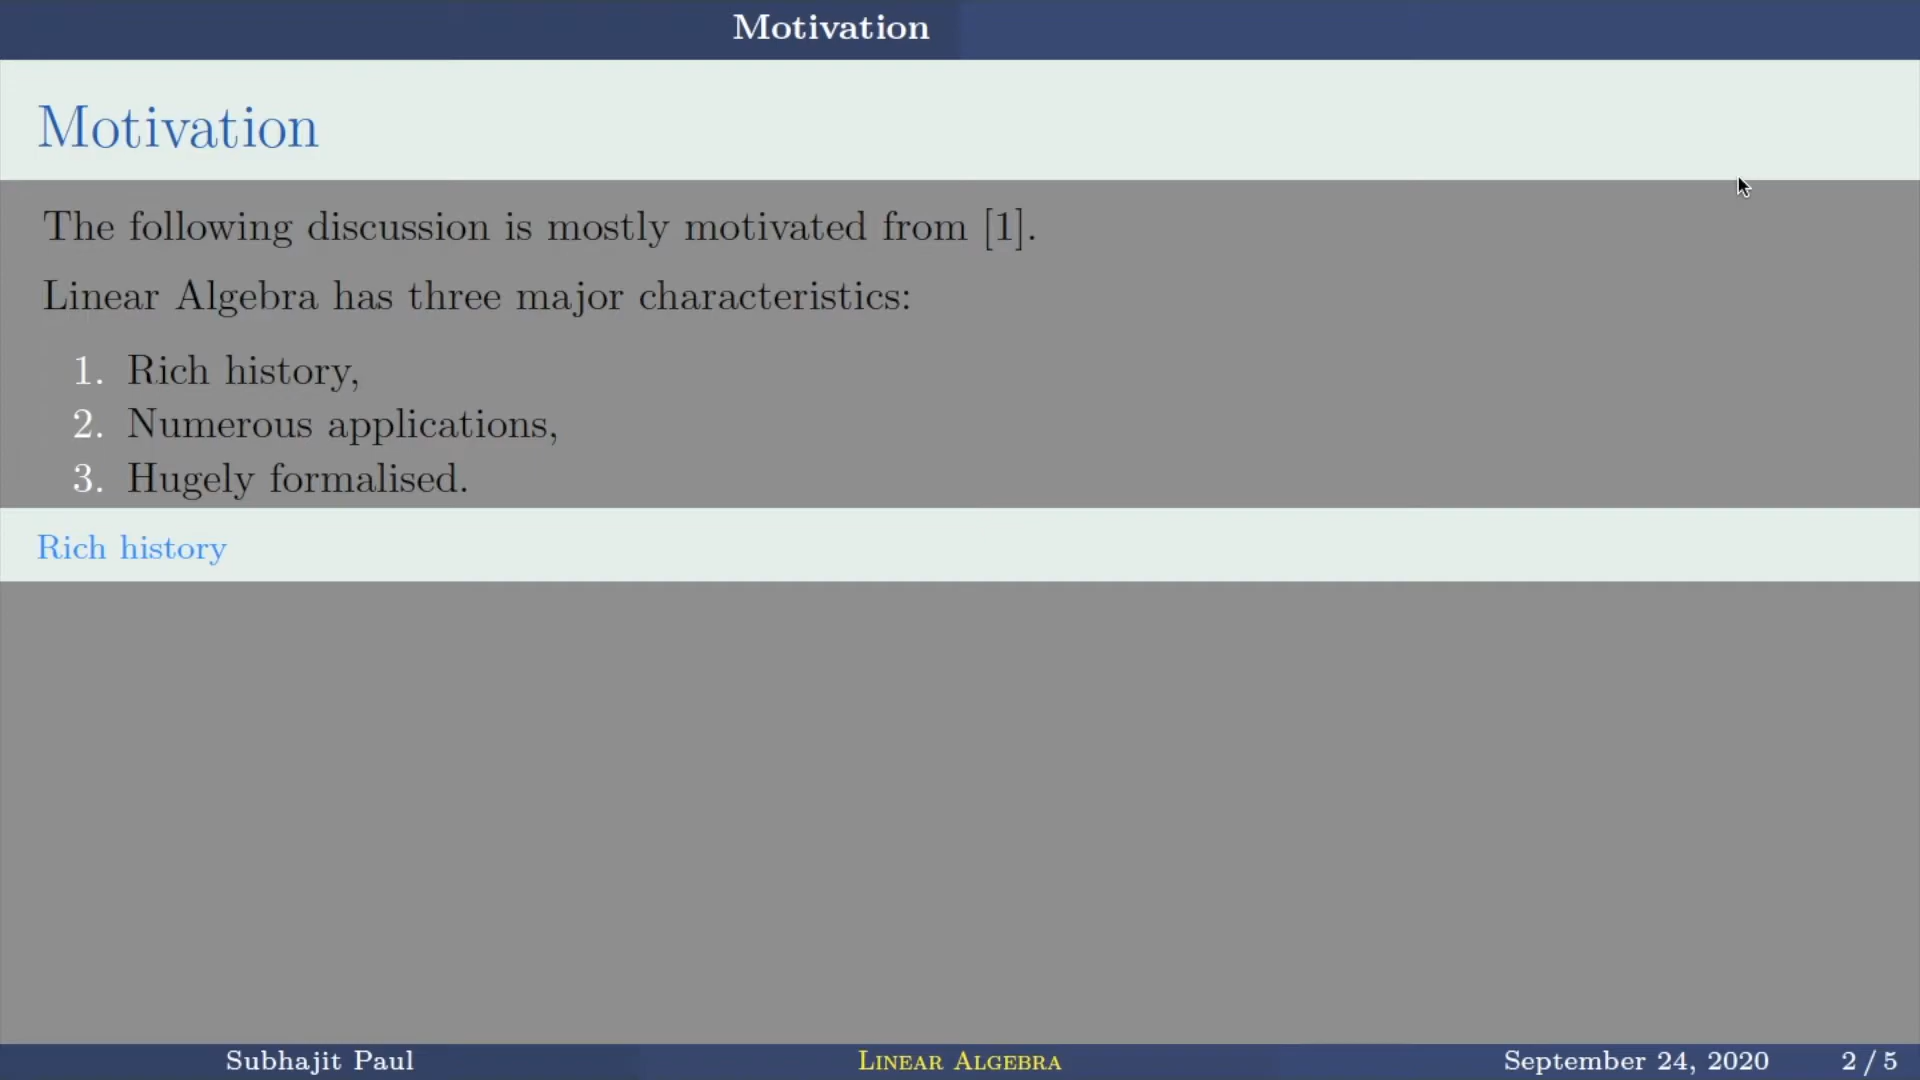 Motivation
Motivation
The following discussion is mostly motivated from [1].
Linear Algebra has three major characteristics:
1. Rich history,
2. Numerous applications,
3. Hugely formalised.
Rich history
Subhajit Paul LINEAR ALGEBRA September 24, 2020 2 / 5